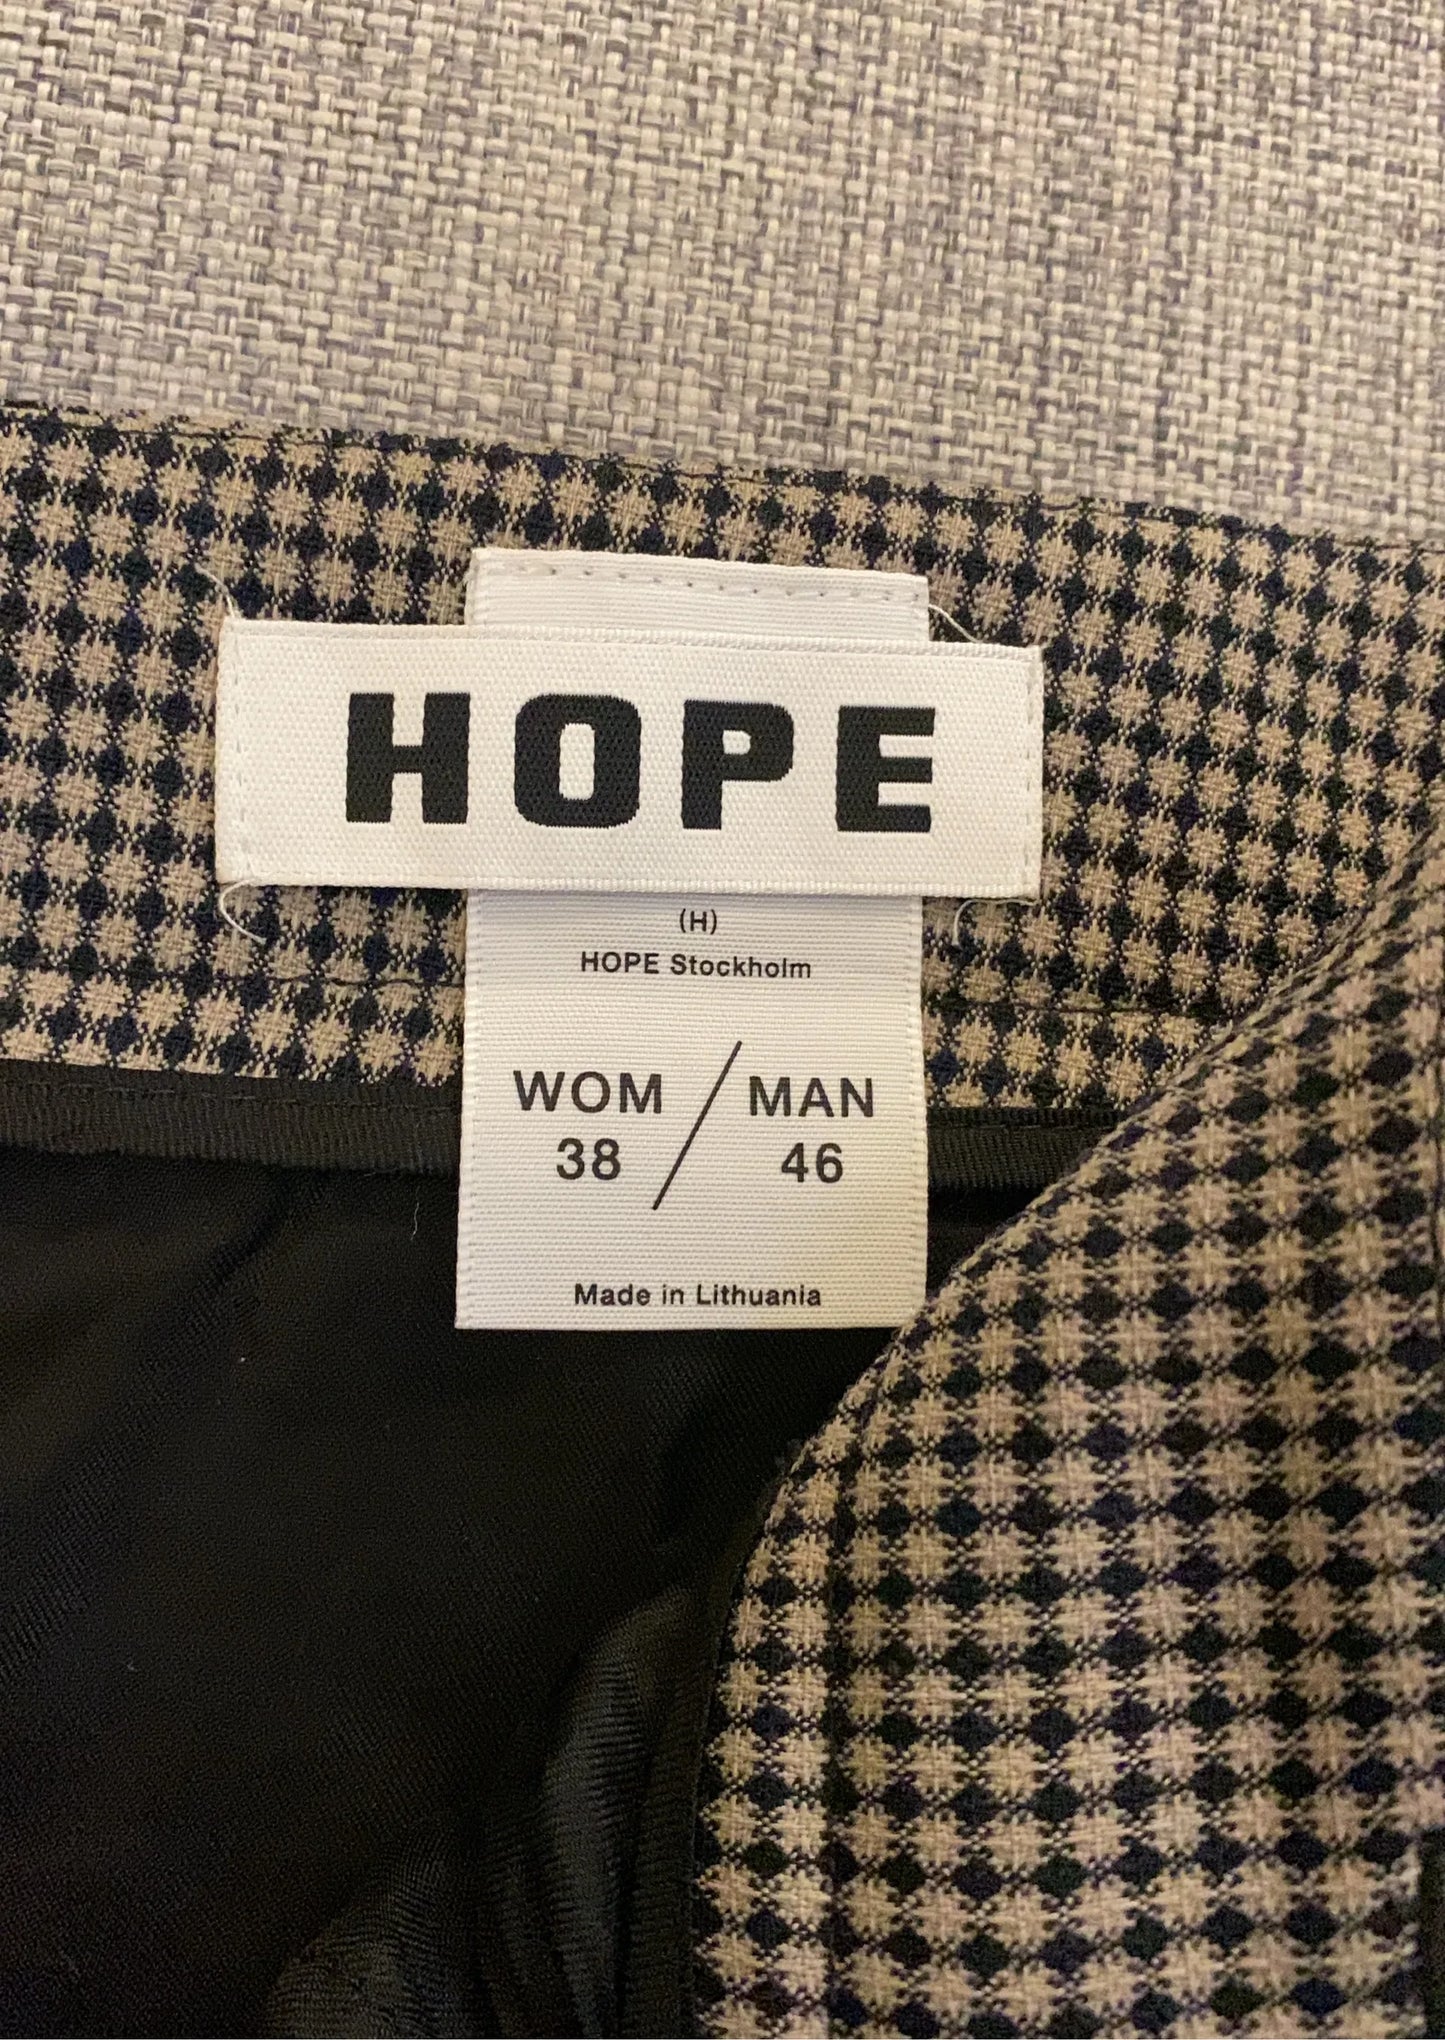 HOPE
(H)
HOPE Stockholm
WOM / MAN
38 46
Made in Lithuania